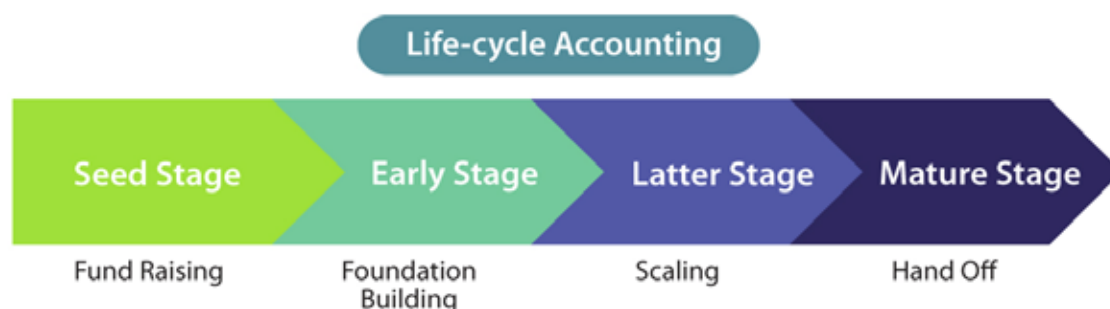 Life-cycle Accounting
Seed Stage
Early Stage
Latter Stage
Mature Stage
Fund Raising
Foundation
Building
Scaling
Hand Off